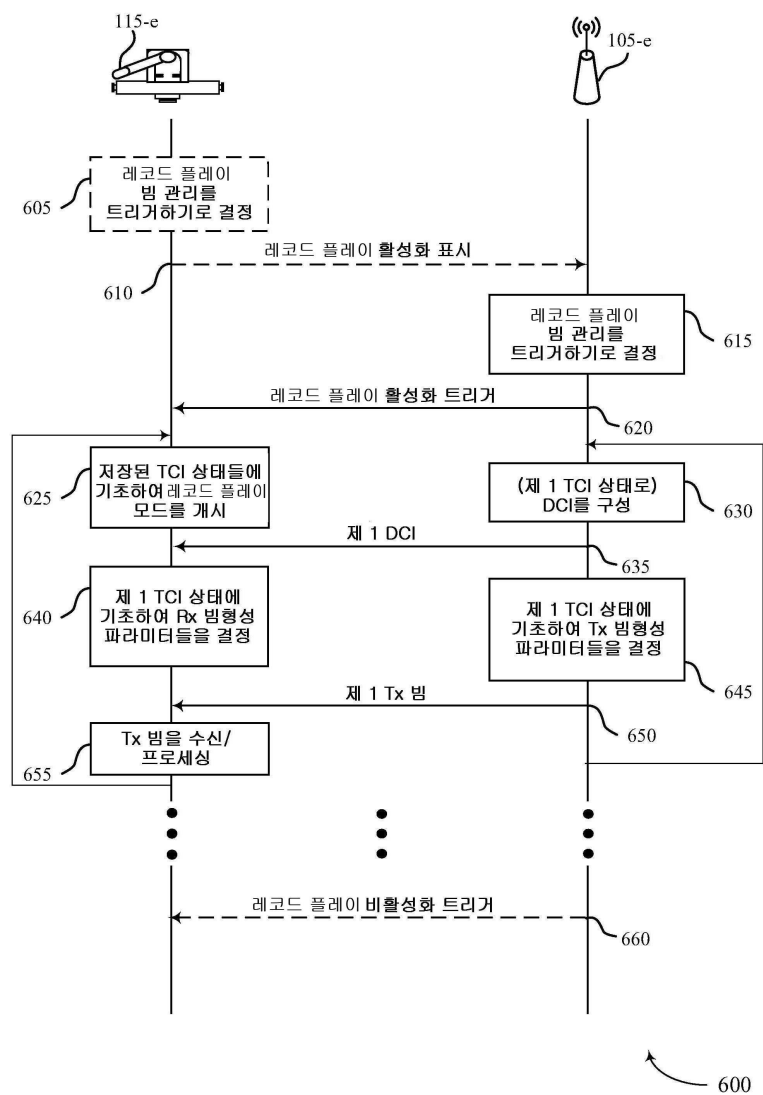 115-e
105-e
레코드 플레이
빔 관리를
트리거하기로 결정
605
레코드 플레이 활성화 표시
610
레코드 플레이
빔 관리를
트리거하기로 결정
615
레코드 플레이 활성화 트리거
620
저장된 TCI 상태들에
기초하여 레코드 플레이
모드를 개시
625
(제 1 TCI 상태로)
DCI를 구성
630
제 1 DCI
635
제 1 TCI 상태에
기초하여 Rx 빔형성
파라미터들을 결정
640
제 1 TCI 상태에
기초하여 Tx 빔형성
파라미터들을 결정
645
제 1 Tx 빔
650
Tx 빔을 수신/
프로세싱
655
레코드 플레이 비활성화 트리거
660
600